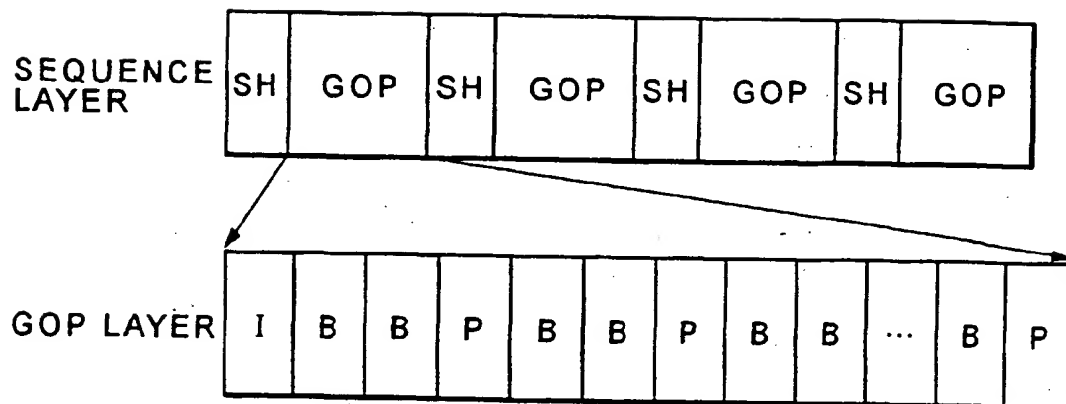 SEQUENCE
LAYER
SH GOP SH GOP SH GOP SH GOP
GOP LAYER
I B B P B B P B B ... B P